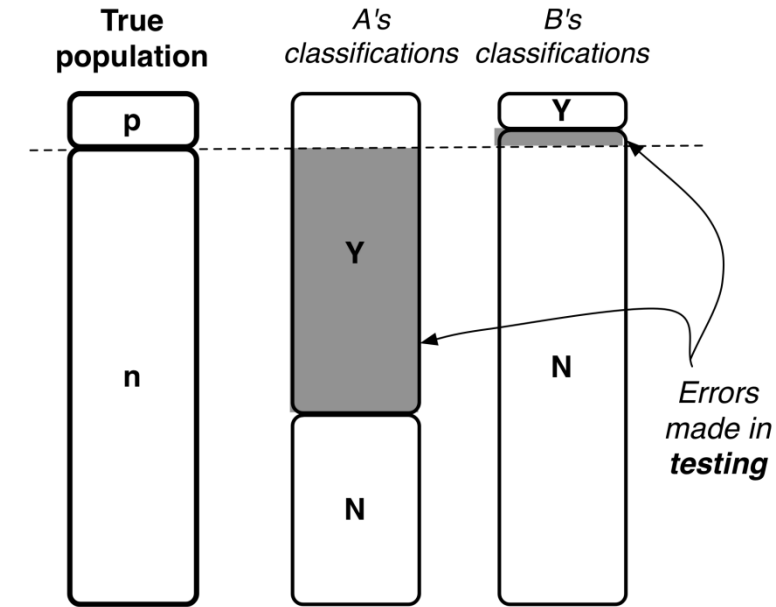 True
population
A's
classifications
B's
classifications
p
Y
Y
n
N
N
Errors
made in
testing